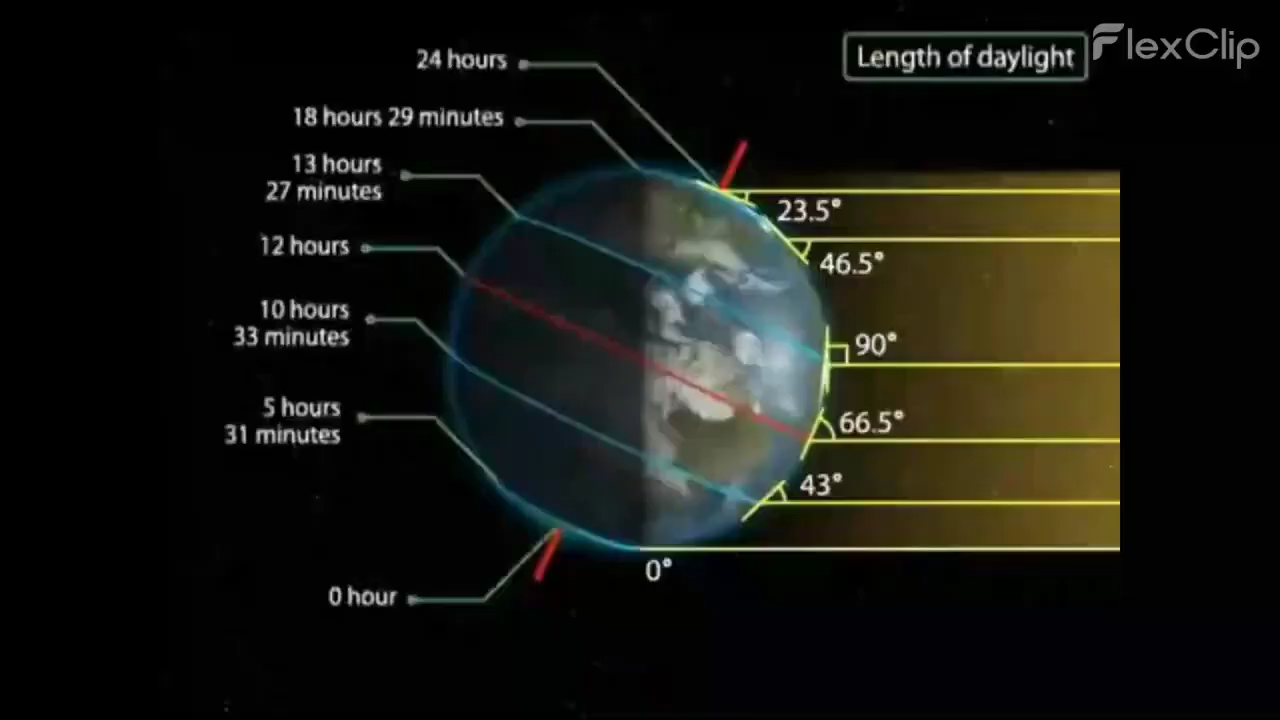 FlexClip
Length of daylight
24 hours
18 hours 29 minutes
13 hours
27 minutes
12 hours
10 hours
33 minutes
5 hours
31 minutes
0 hour
23.5°
46.5°
90°
66.5°
43°
0°